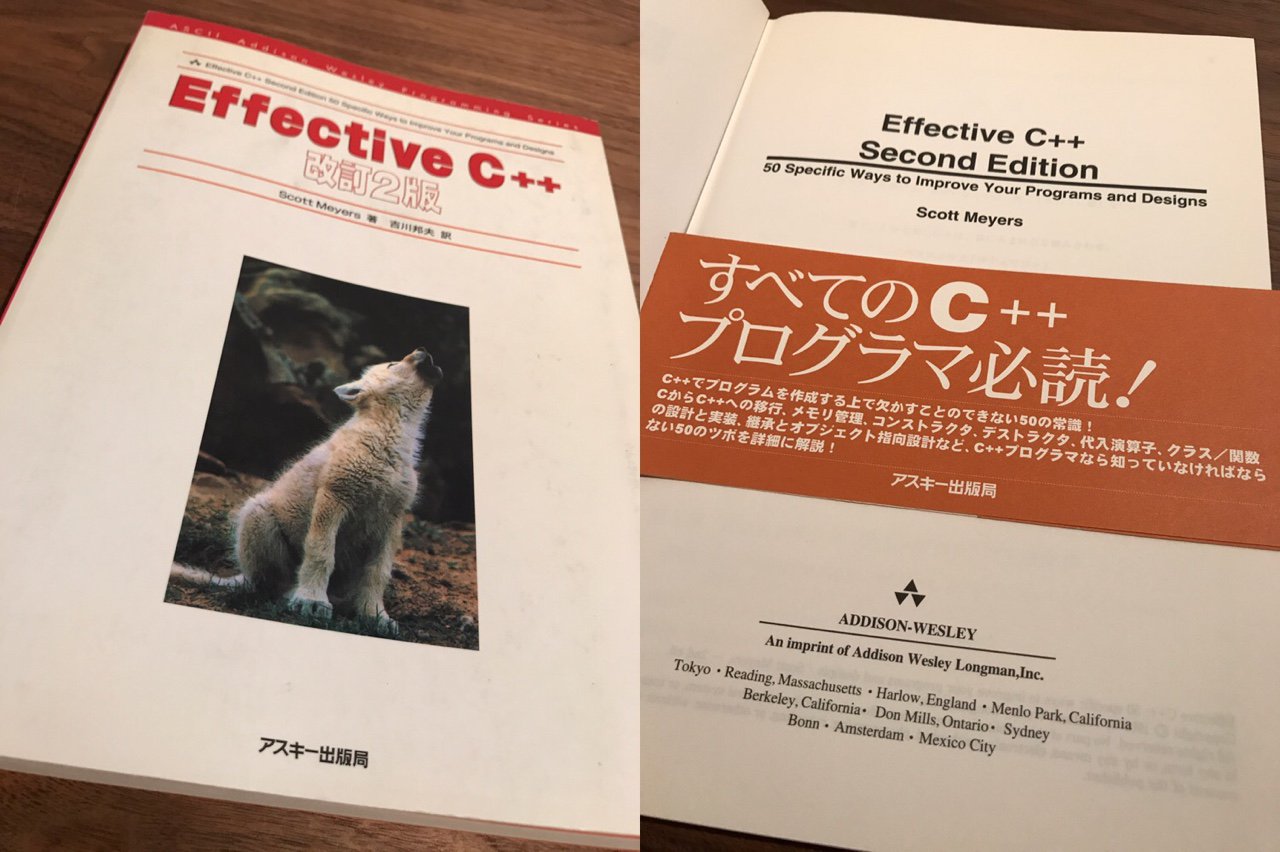 ASCII Addison Wesley Programming Series
Effective C++ Second Edition 50 Specific Ways to Improve Your Programs and Designs
Effective C++
改訂2版
Scott Meyers 著 吉川邦夫 訳
アスキー出版局
Effective C++
Second Edition
50 Specific Ways to Improve Your Programs and Designs
Scott Meyers
すべてのC++
プログラマ必読!
C++でプログラムを作成する上で欠かすことのできない50の常識!
CからC++への移行、メモリ管理、コンストラクタ、デストラクタ、代入演算子、クラス/関数
の設計と実装、継承とオブジェクト指向設計など、C++プログラマなら知っていなければなら
ない50のツボを詳細に解説!
アスキー出版局
ADDISON-WESLEY
An imprint of Addison Wesley Longman,Inc.
Tokyo・Reading, Massachusetts・Harlow, England・Menlo Park, California
Berkeley, California・Don Mills, Ontario・Sydney
Bonn・Amsterdam・Mexico City